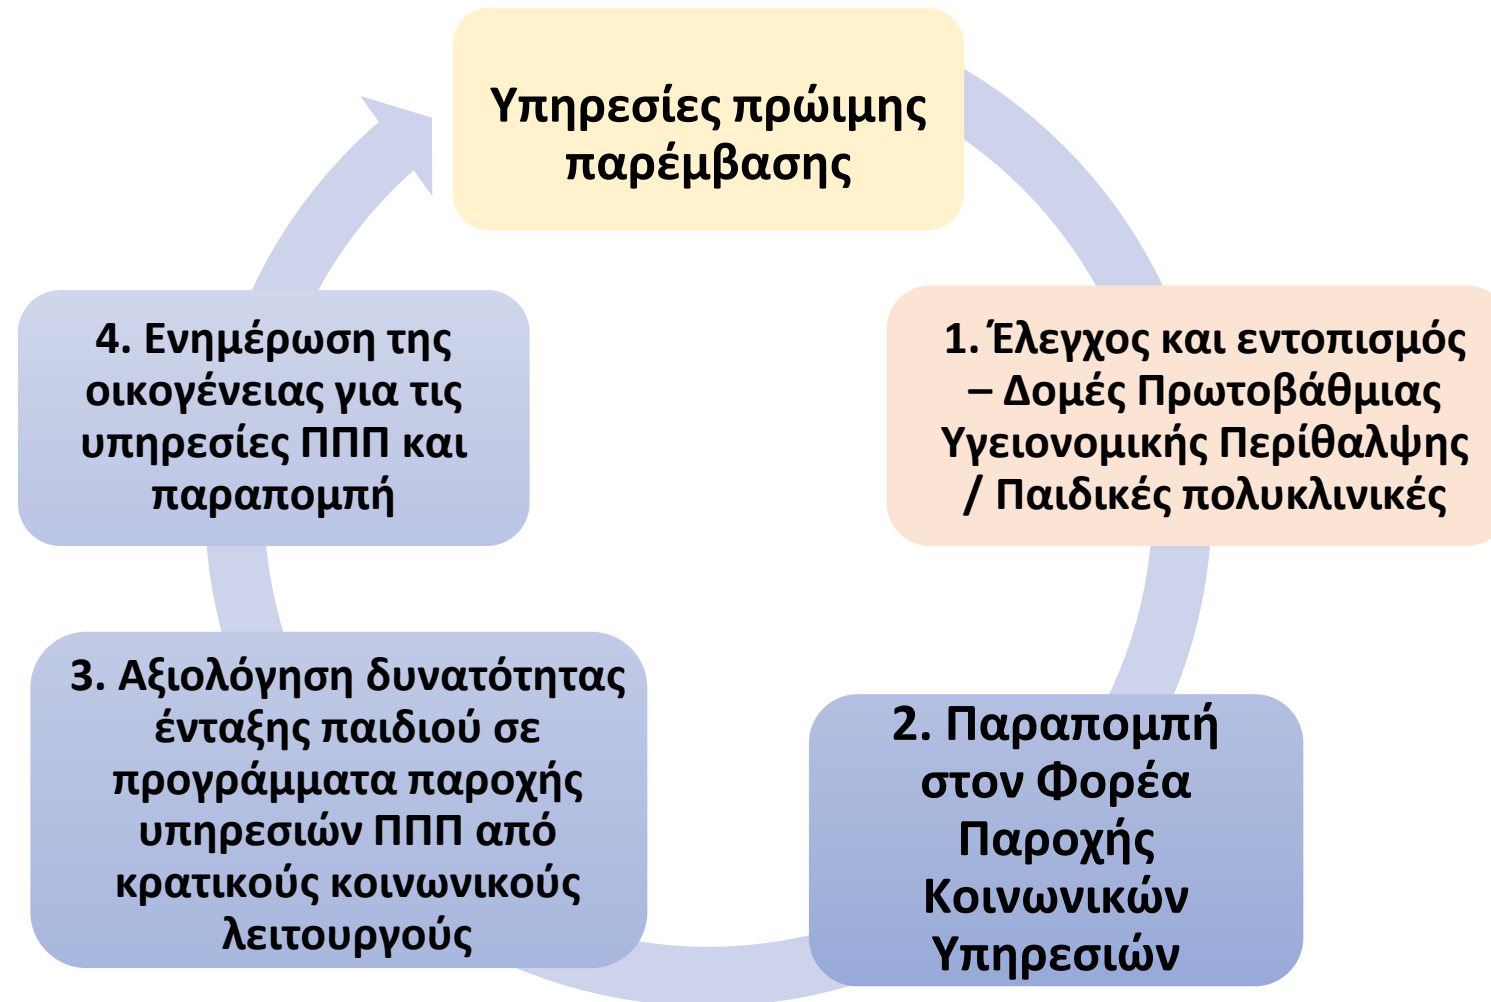 Υπηρεσίες πρώιμης
παρέμβασης
1. Έλεγχος και εντοπισμός
– Δομές Πρωτοβάθμιας
Υγειονομικής Περίθαλψης
/ Παιδικές πολυκλινικές
2. Παραπομπή
στον Φορέα
Παροχής
Κοινωνικών
Υπηρεσιών
3. Αξιολόγηση δυνατότητας
ένταξης παιδιού σε
προγράμματα παροχής
υπηρεσιών ΠΠΠ από
κρατικούς κοινωνικούς
λειτουργούς
4. Ενημέρωση της
οικογένειας για τις
υπηρεσίες ΠΠΠ και
παραπομπή